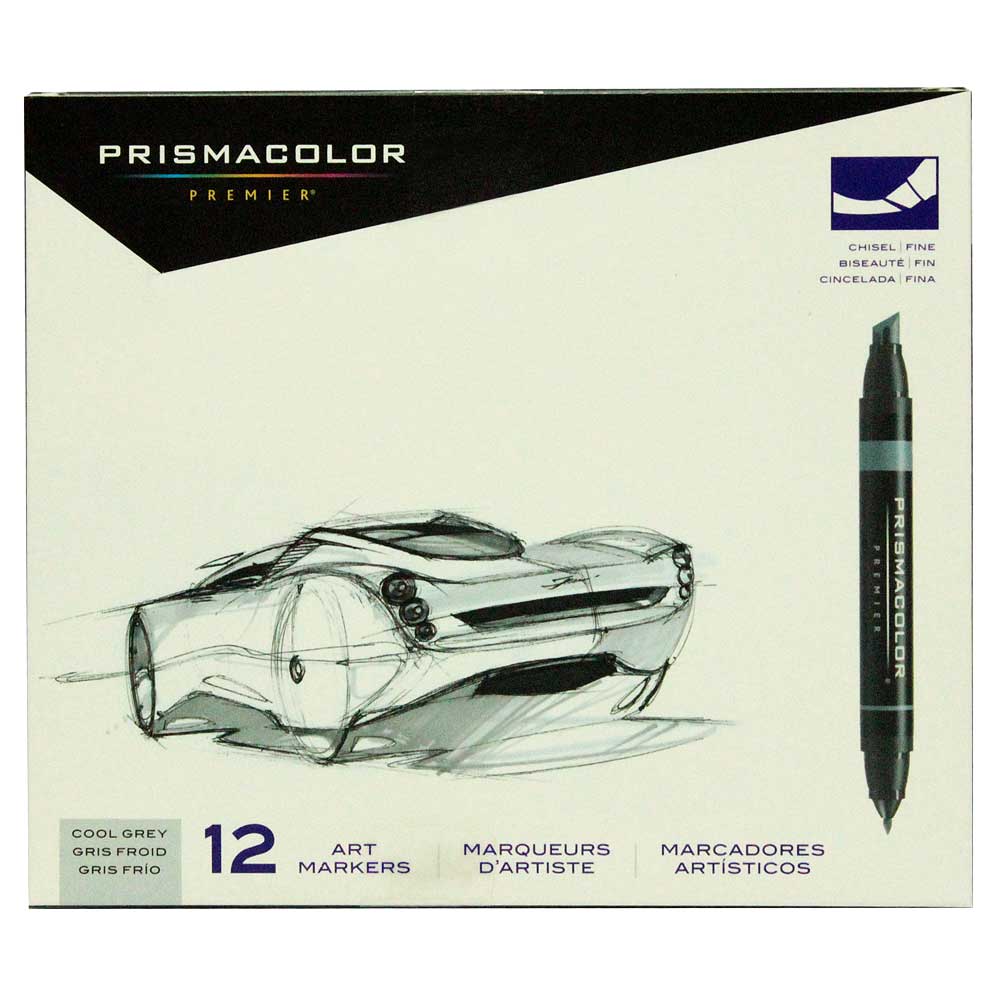 PRISMACOLOR
PREMIER®
CHISEL | FINE
BISEAUTÉ | FIN
CINCELADA | FINA
PRISMACOLOR®
PREMIER
COOL GREY
GRIS FROID
GRIS FRÍO
12
ART
MARKERS
MARQUEURS
D'ARTISTE
MARCADORES
ARTÍSTICOS